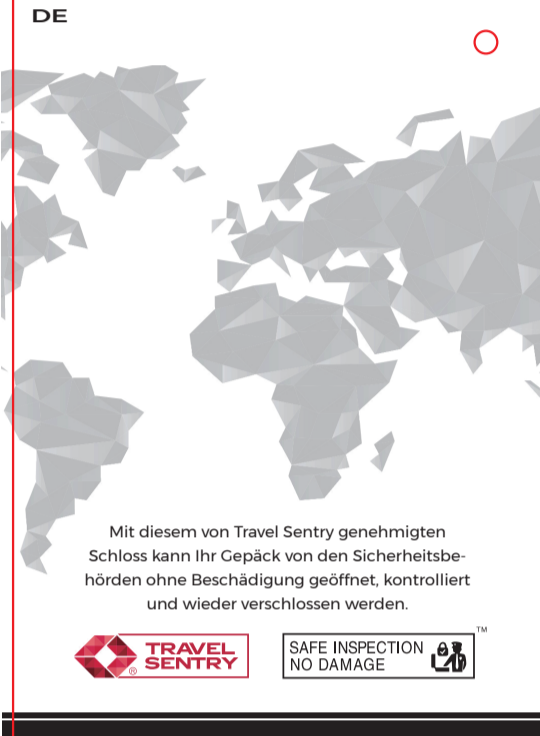 DE
Mit diesem von Travel Sentry genehmigten
Schloss kann Ihr Gepäck von den Sicherheitsbe-
hörden ohne Beschädigung geöffnet, kontrolliert
und wieder verschlossen werden.
TRAVEL
SENTRY
®
SAFE INSPECTION
NO DAMAGE
™